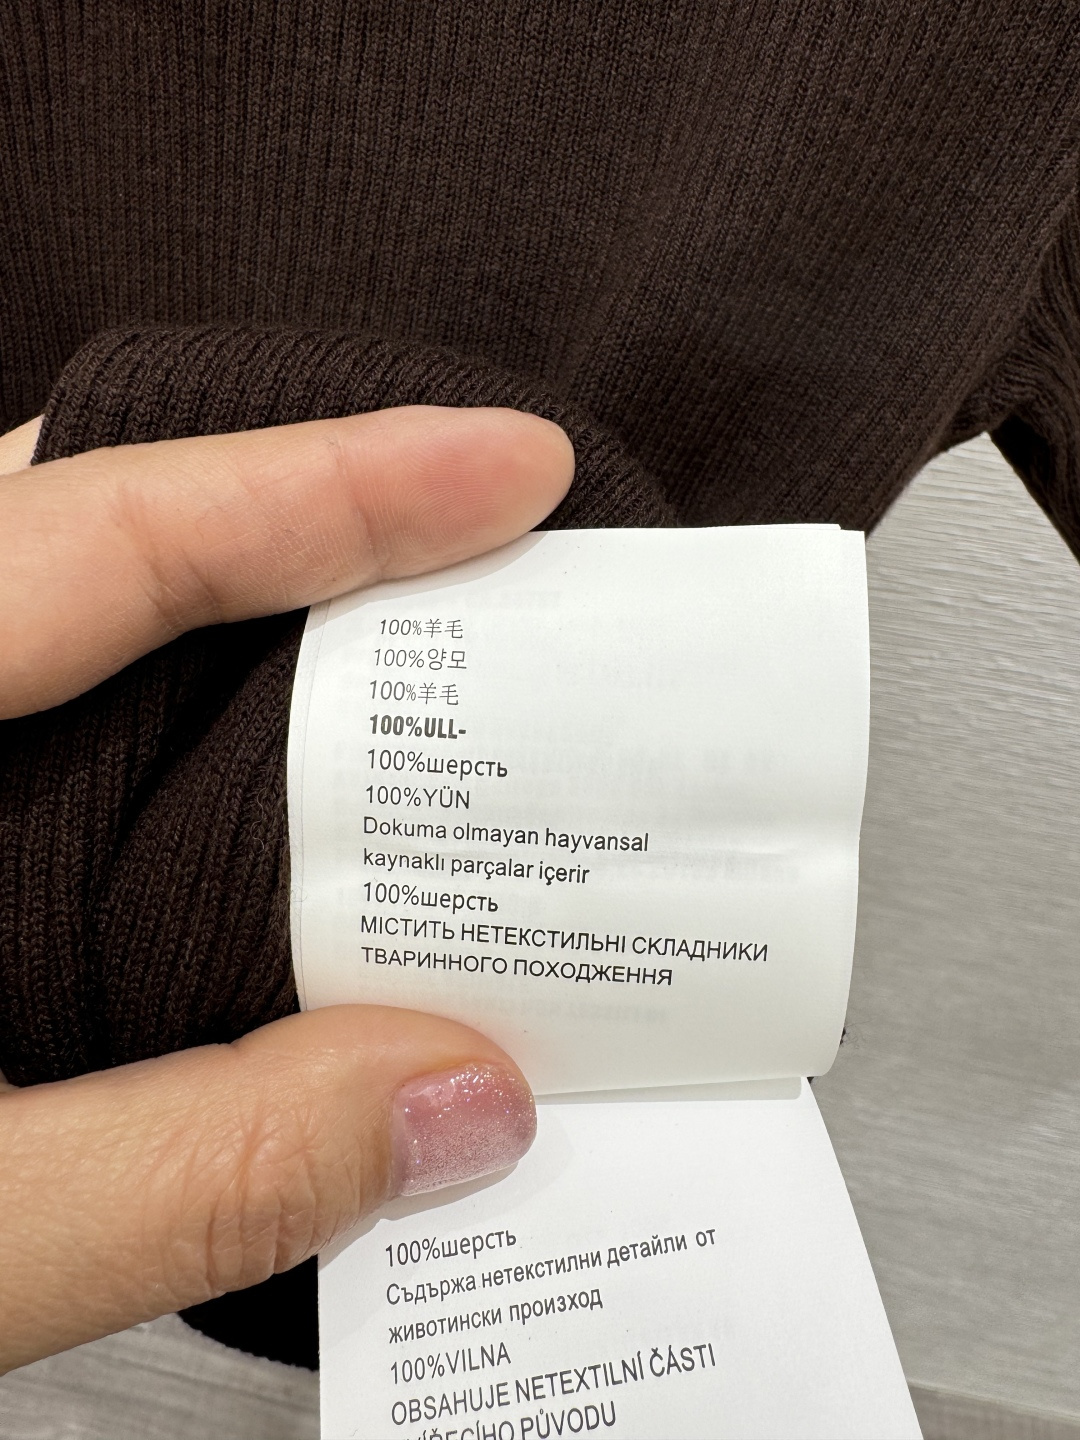 100%羊毛
100%양모
100%羊毛
100%ULL-
100%шерсть
100%YÜN
Dokuma olmayan hayvansal
kaynaklı parçalar içerir
100%шерсть
МІСТИТЬ НЕТЕКСТИЛЬНІ СКЛАДНИКИ
ТВАРИННОГО ПОХОДЖЕННЯ
100%шерсть
Съдържа нетекстилни детайли от
животински произход
100%VILNA
OBSAHUJE NETEXTILNÍ ČÁSTI
PŮVODU